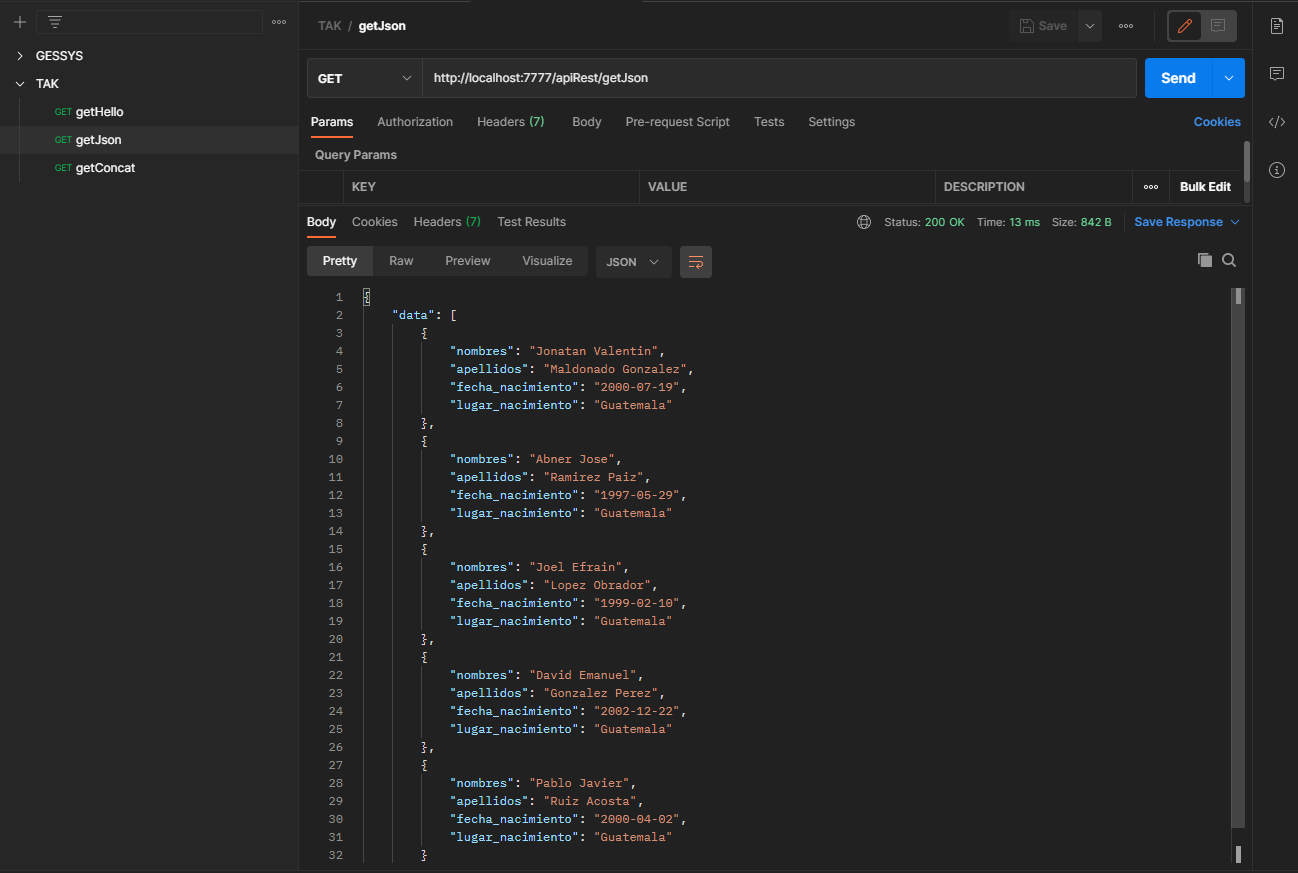 GESSYS
TAK
GET getHello
GET getJson
GET getConcat
TAK / getJson
Save
GET http://localhost:7777/apiRest/getJson Send
Params Authorization Headers (7) Body Pre-request Script Tests Settings Cookies
Query Params
KEY VALUE DESCRIPTION Bulk Edit
Body Cookies Headers (7) Test Results Status: 200 OK Time: 13 ms Size: 842 B Save Response
Pretty Raw Preview Visualize JSON
1 {
2 "data": [
3 {
4 "nombres": "Jonatan Valentin",
5 "apellidos": "Maldonado Gonzalez",
6 "fecha_nacimiento": "2000-07-19",
7 "lugar_nacimiento": "Guatemala"
8 },
9 {
10 "nombres": "Abner Jose",
11 "apellidos": "Ramirez Paiz",
12 "fecha_nacimiento": "1997-05-29",
13 "lugar_nacimiento": "Guatemala"
14 },
15 {
16 "nombres": "Joel Efrain",
17 "apellidos": "Lopez Obrador",
18 "fecha_nacimiento": "1999-02-10",
19 "lugar_nacimiento": "Guatemala"
20 },
21 {
22 "nombres": "David Emanuel",
23 "apellidos": "Gonzalez Perez",
24 "fecha_nacimiento": "2002-12-22",
25 "lugar_nacimiento": "Guatemala"
26 },
27 {
28 "nombres": "Pablo Javier",
29 "apellidos": "Ruiz Acosta",
30 "fecha_nacimiento": "2000-04-02",
31 "lugar_nacimiento": "Guatemala"
32 }